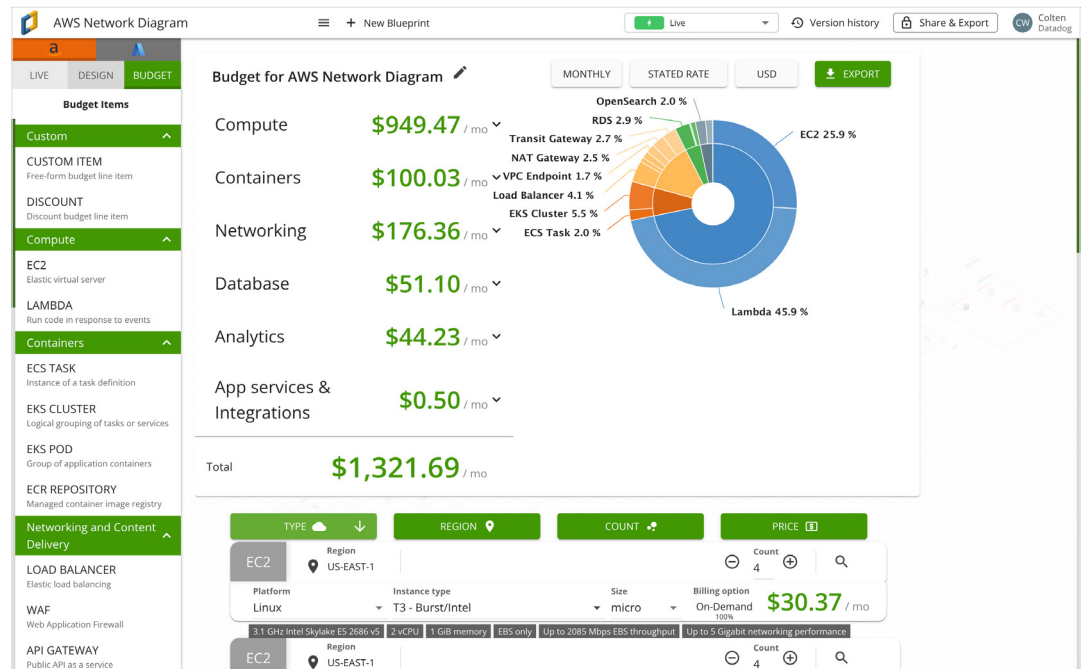 AWS Network Diagram
+ New Blueprint
Live
Version history
Share & Export
CW
Colten
Datadog
a
LIVE
DESIGN
BUDGET
Budget Items
Custom
CUSTOM ITEM
Free-form budget line item
DISCOUNT
Discount budget line item
Compute
EC2
Elastic virtual server
LAMBDA
Run code in response to events
Containers
ECS TASK
Instance of a task definition
EKS CLUSTER
Logical grouping of tasks or services
EKS POD
Group of application containers
ECR REPOSITORY
Managed container image registry
Networking and Content
Delivery
LOAD BALANCER
Elastic load balancing
WAF
Web Application Firewall
API GATEWAY
Public API as a service
Budget for AWS Network Diagram
MONTHLY
STATED RATE
USD
EXPORT
Compute $949.47 / mo
Containers $100.03 / mo
Networking $176.36 / mo
Database $51.10 / mo
Analytics $44.23 / mo
App services &
Integrations $0.50 / mo
Total $1,321.69 / mo
OpenSearch 2.0 %
RDS 2.9 %
Transit Gateway 2.7 %
NAT Gateway 2.5 %
VPC Endpoint 1.7 %
Load Balancer 4.1 %
EKS Cluster 5.5 %
ECS Task 2.0 %
EC2 25.9 %
Lambda 45.9 %
TYPE
REGION
COUNT
PRICE
EC2
Region
US-EAST-1
Count
4
Platform
Linux
Instance type
T3 - Burst/Intel
Size
micro
Billing option
On-Demand
100%
$30.37 / mo
3.1 GHz Intel Skylake E5 2686 v5
2 vCPU
1 GiB memory
EBS only
Up to 2085 Mbps EBS throughput
Up to 5 Gigabit networking performance
EC2
Region
US-EAST-1
Count
4